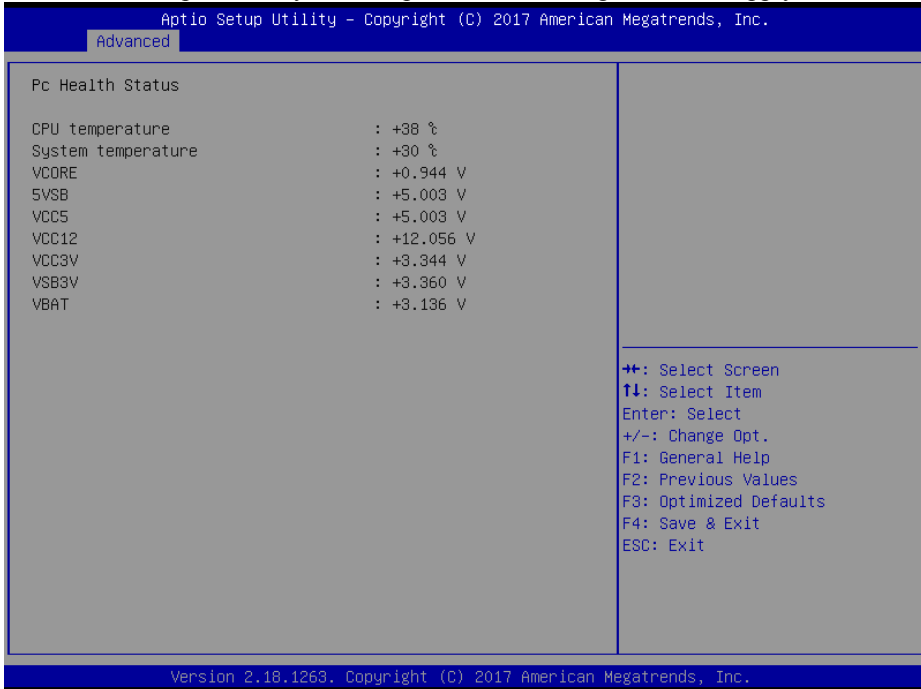 Aptio Setup Utility – Copyright (C) 2017 American Megatrends, Inc.
Advanced
Pc Health Status
CPU temperature : +38 ℃
System temperature : +30 ℃
VCORE : +0.944 V
5VSB : +5.003 V
VCC5 : +5.003 V
VCC12 : +12.056 V
VCC3V : +3.344 V
VSB3V : +3.360 V
VBAT : +3.136 V
→←: Select Screen
↑↓: Select Item
Enter: Select
+/-: Change Opt.
F1: General Help
F2: Previous Values
F3: Optimized Defaults
F4: Save & Exit
ESC: Exit
Version 2.18.1263. Copyright (C) 2017 American Megatrends, Inc.